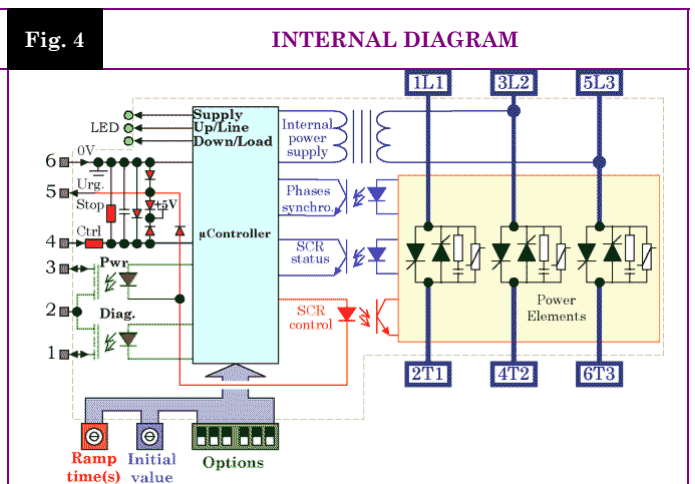 Fig. 4
INTERNAL DIAGRAM
1L1
3L2
5L3
Supply
LED
Up/Line
Down/Load
Internal
power
supply
6
0V
5
Urg.
Stop
+5V
Phases
synchro.
4
Ctrl
µController
SCR
status
3
Pwr
2
Diag.
SCR
control
Power
Elements
1
2T1
4T2
6T3
Ramp
time(s)
Initial
value
Options